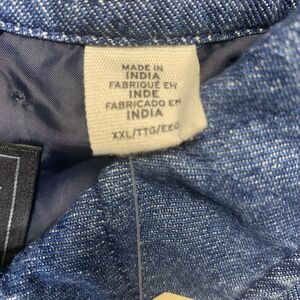 MADE IN
INDIA
FABRIQUÉ EN
INDE
FABRICADO EN
INDIA
XXL/TTG/EEG